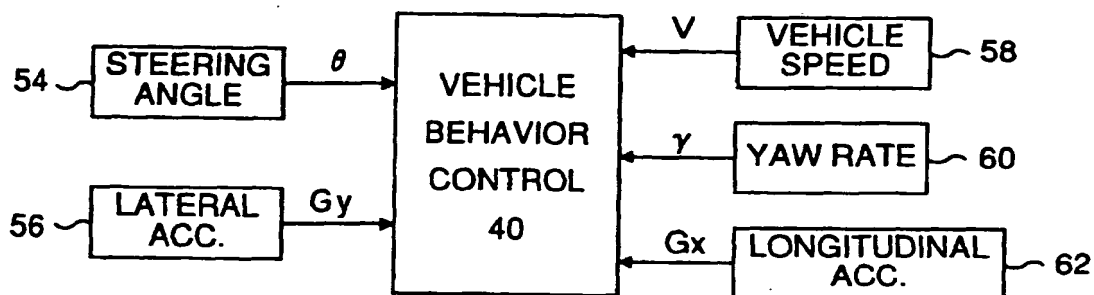 54
STEERING
ANGLE
θ
56
LATERAL
ACC.
Gy
VEHICLE
BEHAVIOR
CONTROL
40
V
VEHICLE
SPEED
58
γ
YAW RATE
60
Gx
LONGITUDINAL
ACC.
62